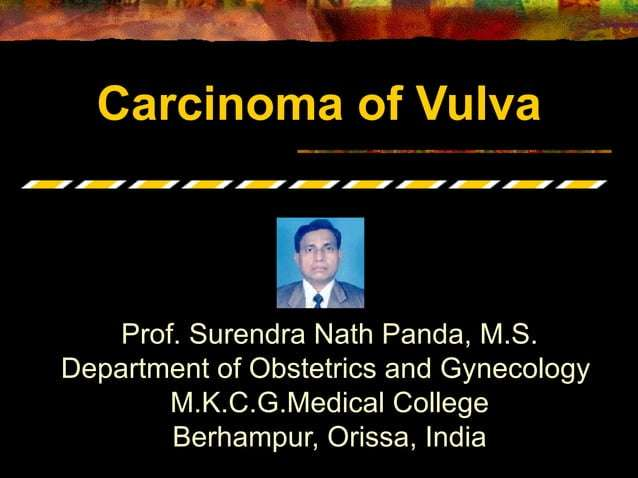 Carcinoma of Vulva
Prof. Surendra Nath Panda, M.S.
Department of Obstetrics and Gynecology
M.K.C.G.Medical College
Berhampur, Orissa, India